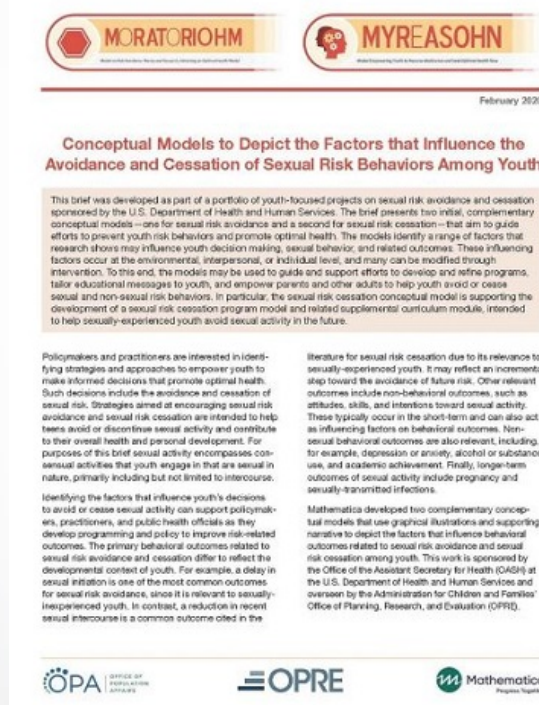 MORATORIOHM
MYREASOHN
February 202
Conceptual Models to Depict the Factors that Influence the
Avoidance and Cessation of Sexual Risk Behaviors Among Youth
This brief was developed as part of a portfolio of youth-focused projects on sexual risk avoidance and cessation
sponsored by the U.S. Department of Health and Human Services. The brief presents two initial, complementary
conceptual models—one for sexual risk avoidance and a second for sexual risk cessation—that aim to guide
efforts to prevent youth risk behaviors and promote optimal health. The models identify a range of factors that
research shows may influence youth decision making, sexual behavior, and related outcomes. These influencing
factors occur at the environmental, interpersonal, or individual level, and many can be modified through
intervention. To this end, the models may be used to guide and support efforts to develop and refine programs,
tailor educational messages to youth, and empower parents and other adults to help youth avoid or cease
sexual and non-sexual risk behaviors. In particular, the sexual risk cessation conceptual model is supporting the
development of a sexual risk cessation program model and related supplemental curriculum module, intended
to help sexually-experienced youth avoid sexual activity in the future.
Policymakers and practitioners are interested in identi-
fying strategies and approaches to empower youth to
make informed decisions that promote optimal health.
Such decisions include the avoidance and cessation of
sexual risk. Strategies aimed at encouraging sexual risk
avoidance and sexual risk cessation are intended to help
teens avoid or discontinue sexual activity and contribute
to their overall health and personal development. For
purposes of this brief sexual activity encompasses con-
sensual activities that youth engage in that are sexual in
nature, primarily including but not limited to intercourse.
Identifying the factors that influence youth's decisions
to avoid or cease sexual activity can support policymak-
ers, practitioners, and public health officials as they
develop programming and policy to improve risk-related
outcomes. The primary behavioral outcomes related to
sexual risk avoidance and cessation differ to reflect the
developmental context of youth. For example, a delay in
sexual initiation is one of the most common outcomes
for sexual risk avoidance, since it is relevant to sexually-
inexperienced youth. In contrast, a reduction in recent
sexual intercourse is a common outcome cited in the
literature for sexual risk cessation due to its relevance to
sexually-experienced youth. It may reflect an incrementa
step toward the avoidance of future risk. Other relevant
outcomes include non-behavioral outcomes, such as
attitudes, skills, and intentions toward sexual activity.
These typically occur in the short-term and can also act
as influencing factors on behavioral outcomes. Non-
sexual behavioral outcomes are also relevant, including,
for example, depression or anxiety, alcohol or substance
use, and academic achievement. Finally, longer-term
outcomes of sexual activity include pregnancy and
sexually-transmitted infections.
Mathematica developed two complementary concep-
tual models that use graphical illustrations and supporting
narrative to depict the factors that influence behavioral
outcomes related to sexual risk avoidance and sexual
risk cessation among youth. This work is sponsored by
the Office of the Assistant Secretary for Health (OASH) at
the U.S. Department of Health and Human Services and
overseen by the Administration for Children and Families'
Office of Planning, Research, and Evaluation (OPRE).
OPA OFFICE OF
POPULATION
AFFAIRS
OPRE
Mathematica
Progress Together